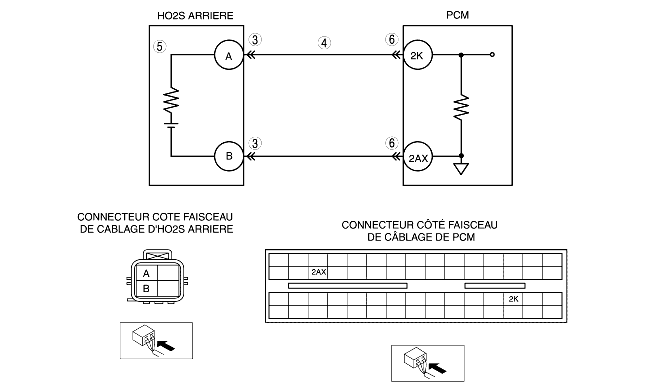 HO2S ARRIERE PCM
5 3 4 6
A 2K
3 6
B 2AX
CONNECTEUR COTE FAISCEAU
DE CABLAGE D'HO2S ARRIERE
CONNECTEUR CÔTÉ FAISCEAU
DE CÂBLAGE DE PCM
A
B
2AX
2K